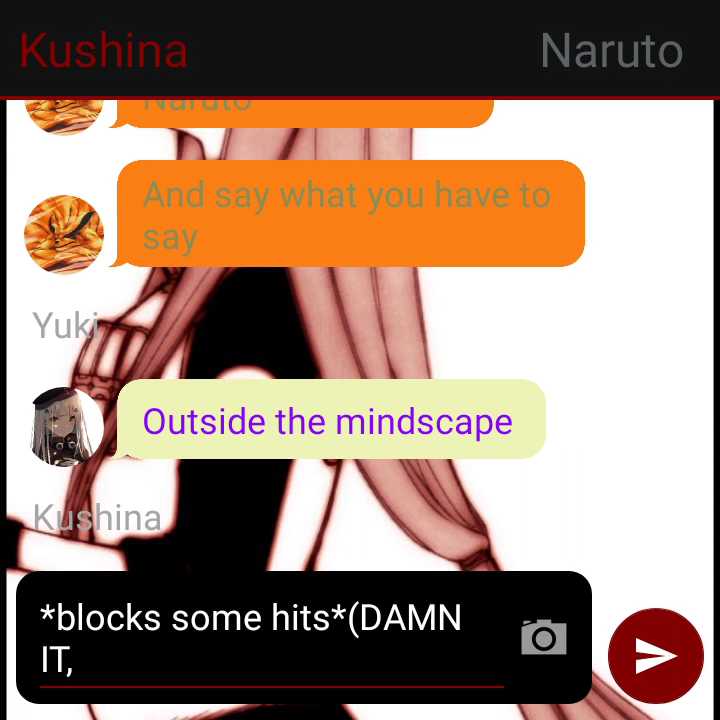 Kushina
Naruto
Naruto
And say what you have to
say
Yuki
Outside the mindscape
Kushina
*blocks some hits*(DAMN
IT,